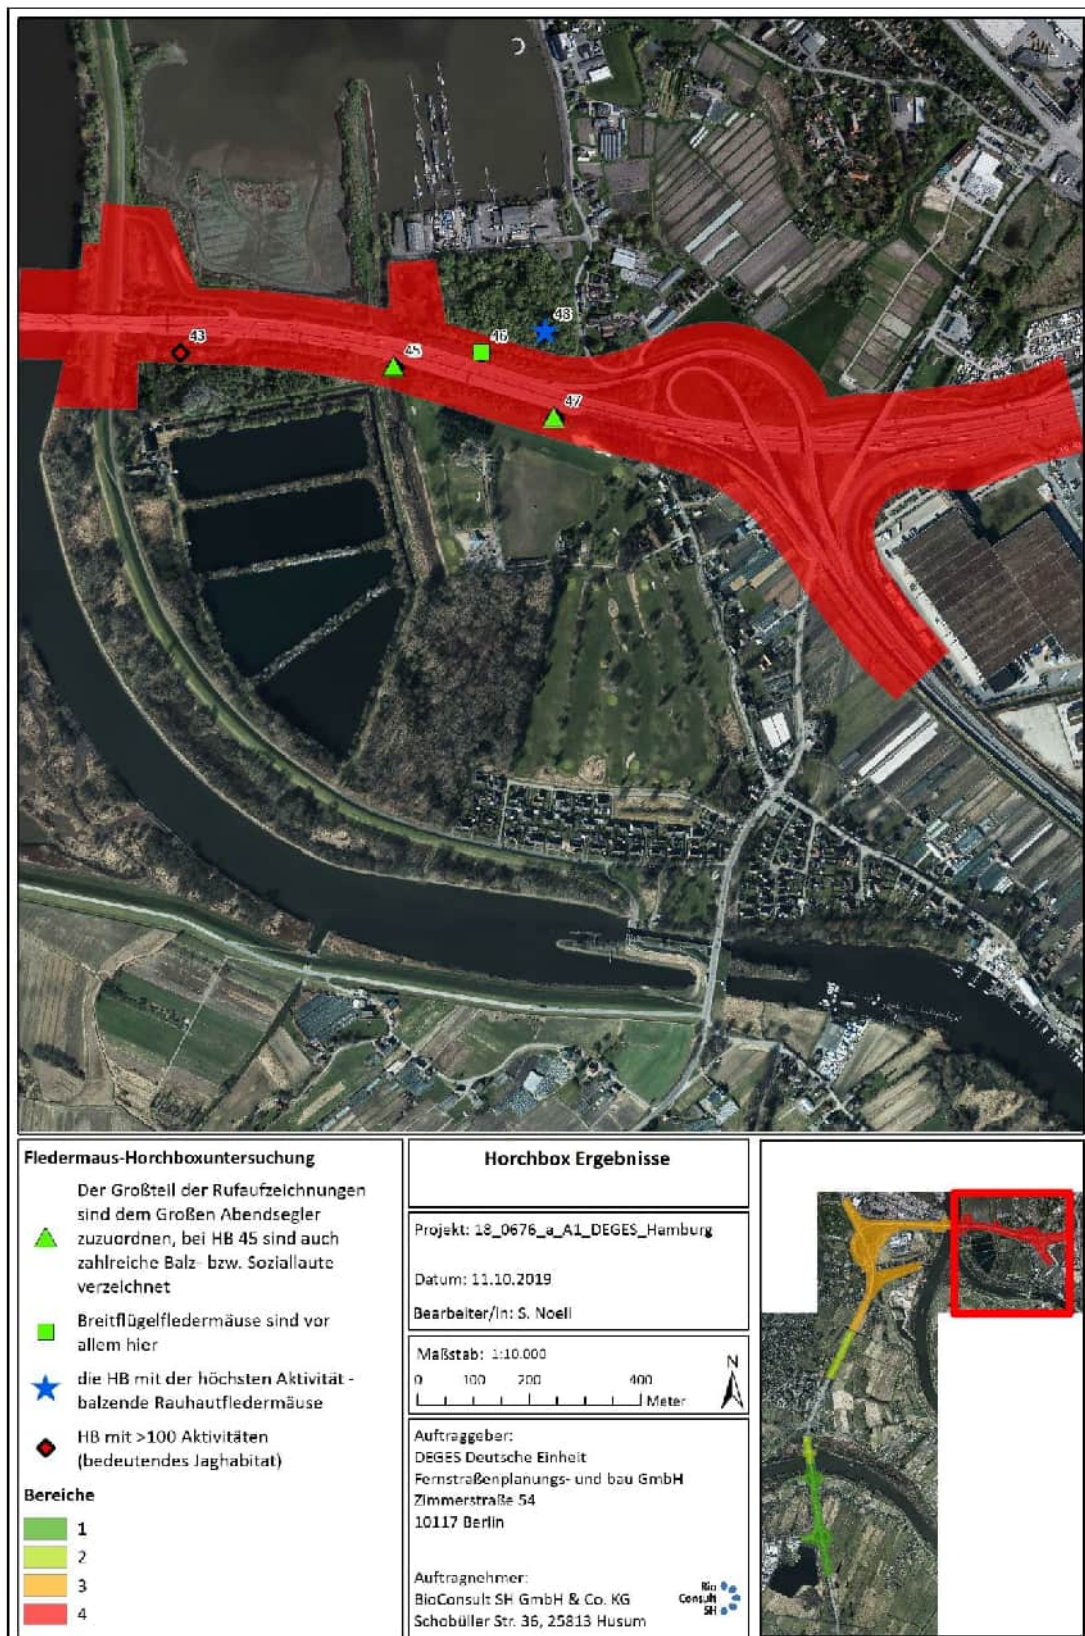 43
45
46
48
47
Fledermaus-Horchboxuntersuchung
Der Großteil der Rufaufzeichnungen
sind dem Großen Abendsegler
zuzuordnen, bei HB 45 sind auch
zahlreiche Balz- bzw. Soziallaute
verzeichnet
Breitflügelfledermäuse sind vor
allem hier
die HB mit der höchsten Aktivität -
balzende Rauhautfledermäuse
HB mit >100 Aktivitäten
(bedeutendes Jaghabitat)
Bereiche
1
2
3
4
Horchbox Ergebnisse
Projekt: 18_0676_a_A1_DEGES_Hamburg
Datum: 11.10.2019
Bearbeiter/in: S. Noell
Maßstab: 1:10.000
0 100 200 400
Meter
N
Auftraggeber:
DEGES Deutsche Einheit
Fernstraßenplanungs- und bau GmbH
Zimmerstraße 54
10117 Berlin
Auftragnehmer:
BioConsult SH GmbH & Co. KG
Schobüller Str. 36, 25813 Husum
Bio
Consult
SH